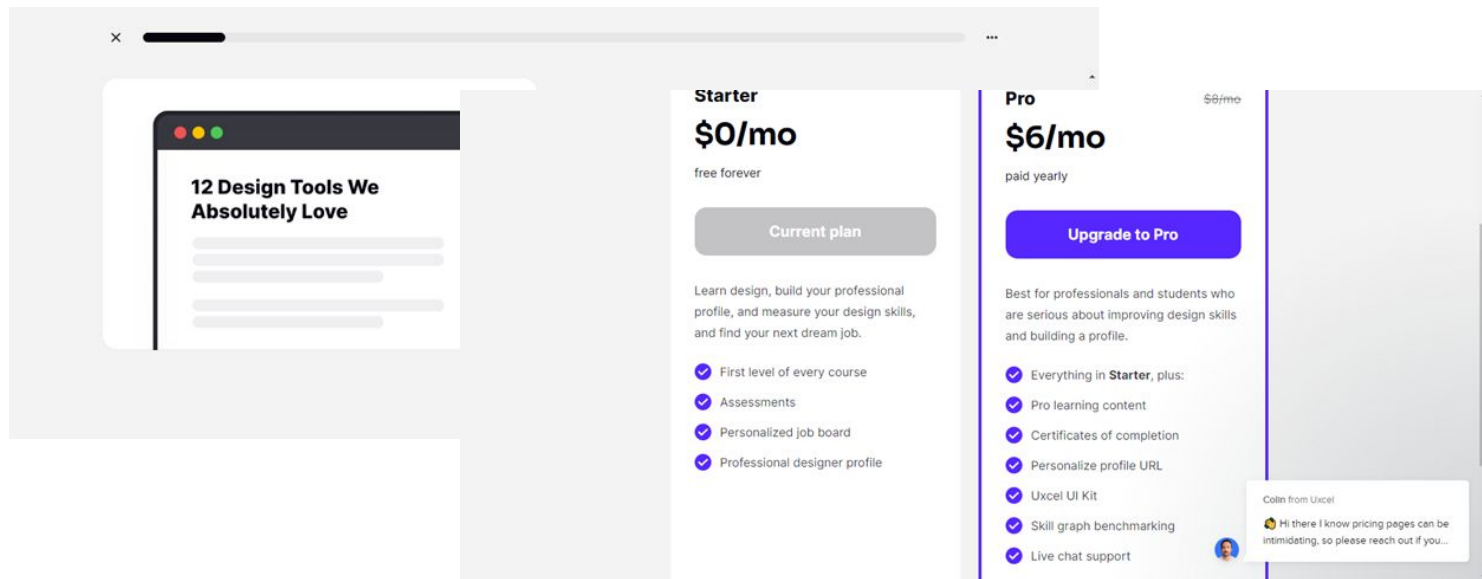 12 Design Tools We
Absolutely Love
Starter
$0/mo
free forever
Current plan
Learn design, build your professional
profile, and measure your design skills,
and find your next dream job.
First level of every course
Assessments
Personalized job board
Professional designer profile
Pro
$8/mo
$6/mo
paid yearly
Upgrade to Pro
Best for professionals and students who
are serious about improving design skills
and building a profile.
Everything in Starter, plus:
Pro learning content
Certificates of completion
Personalize profile URL
Uxcel UI Kit
Skill graph benchmarking
Live chat support
Colin from Uxcel
Hi there I know pricing pages can be
intimidating, so please reach out if you...